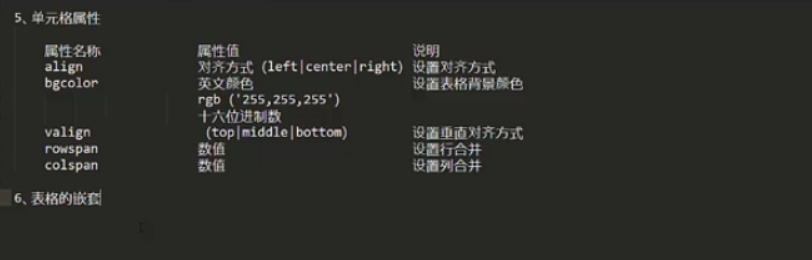 5、单元格属性
属性名称 属性值 说明
align 对齐方式 (left|center|right) 设置对齐方式
bgcolor 英文颜色 设置表格背景颜色
rgb ('255,255,255')
十六位进制数
valign (top|middle|bottom) 设置垂直对齐方式
rowspan 数值 设置行合并
colspan 数值 设置列合并
6、表格的嵌套